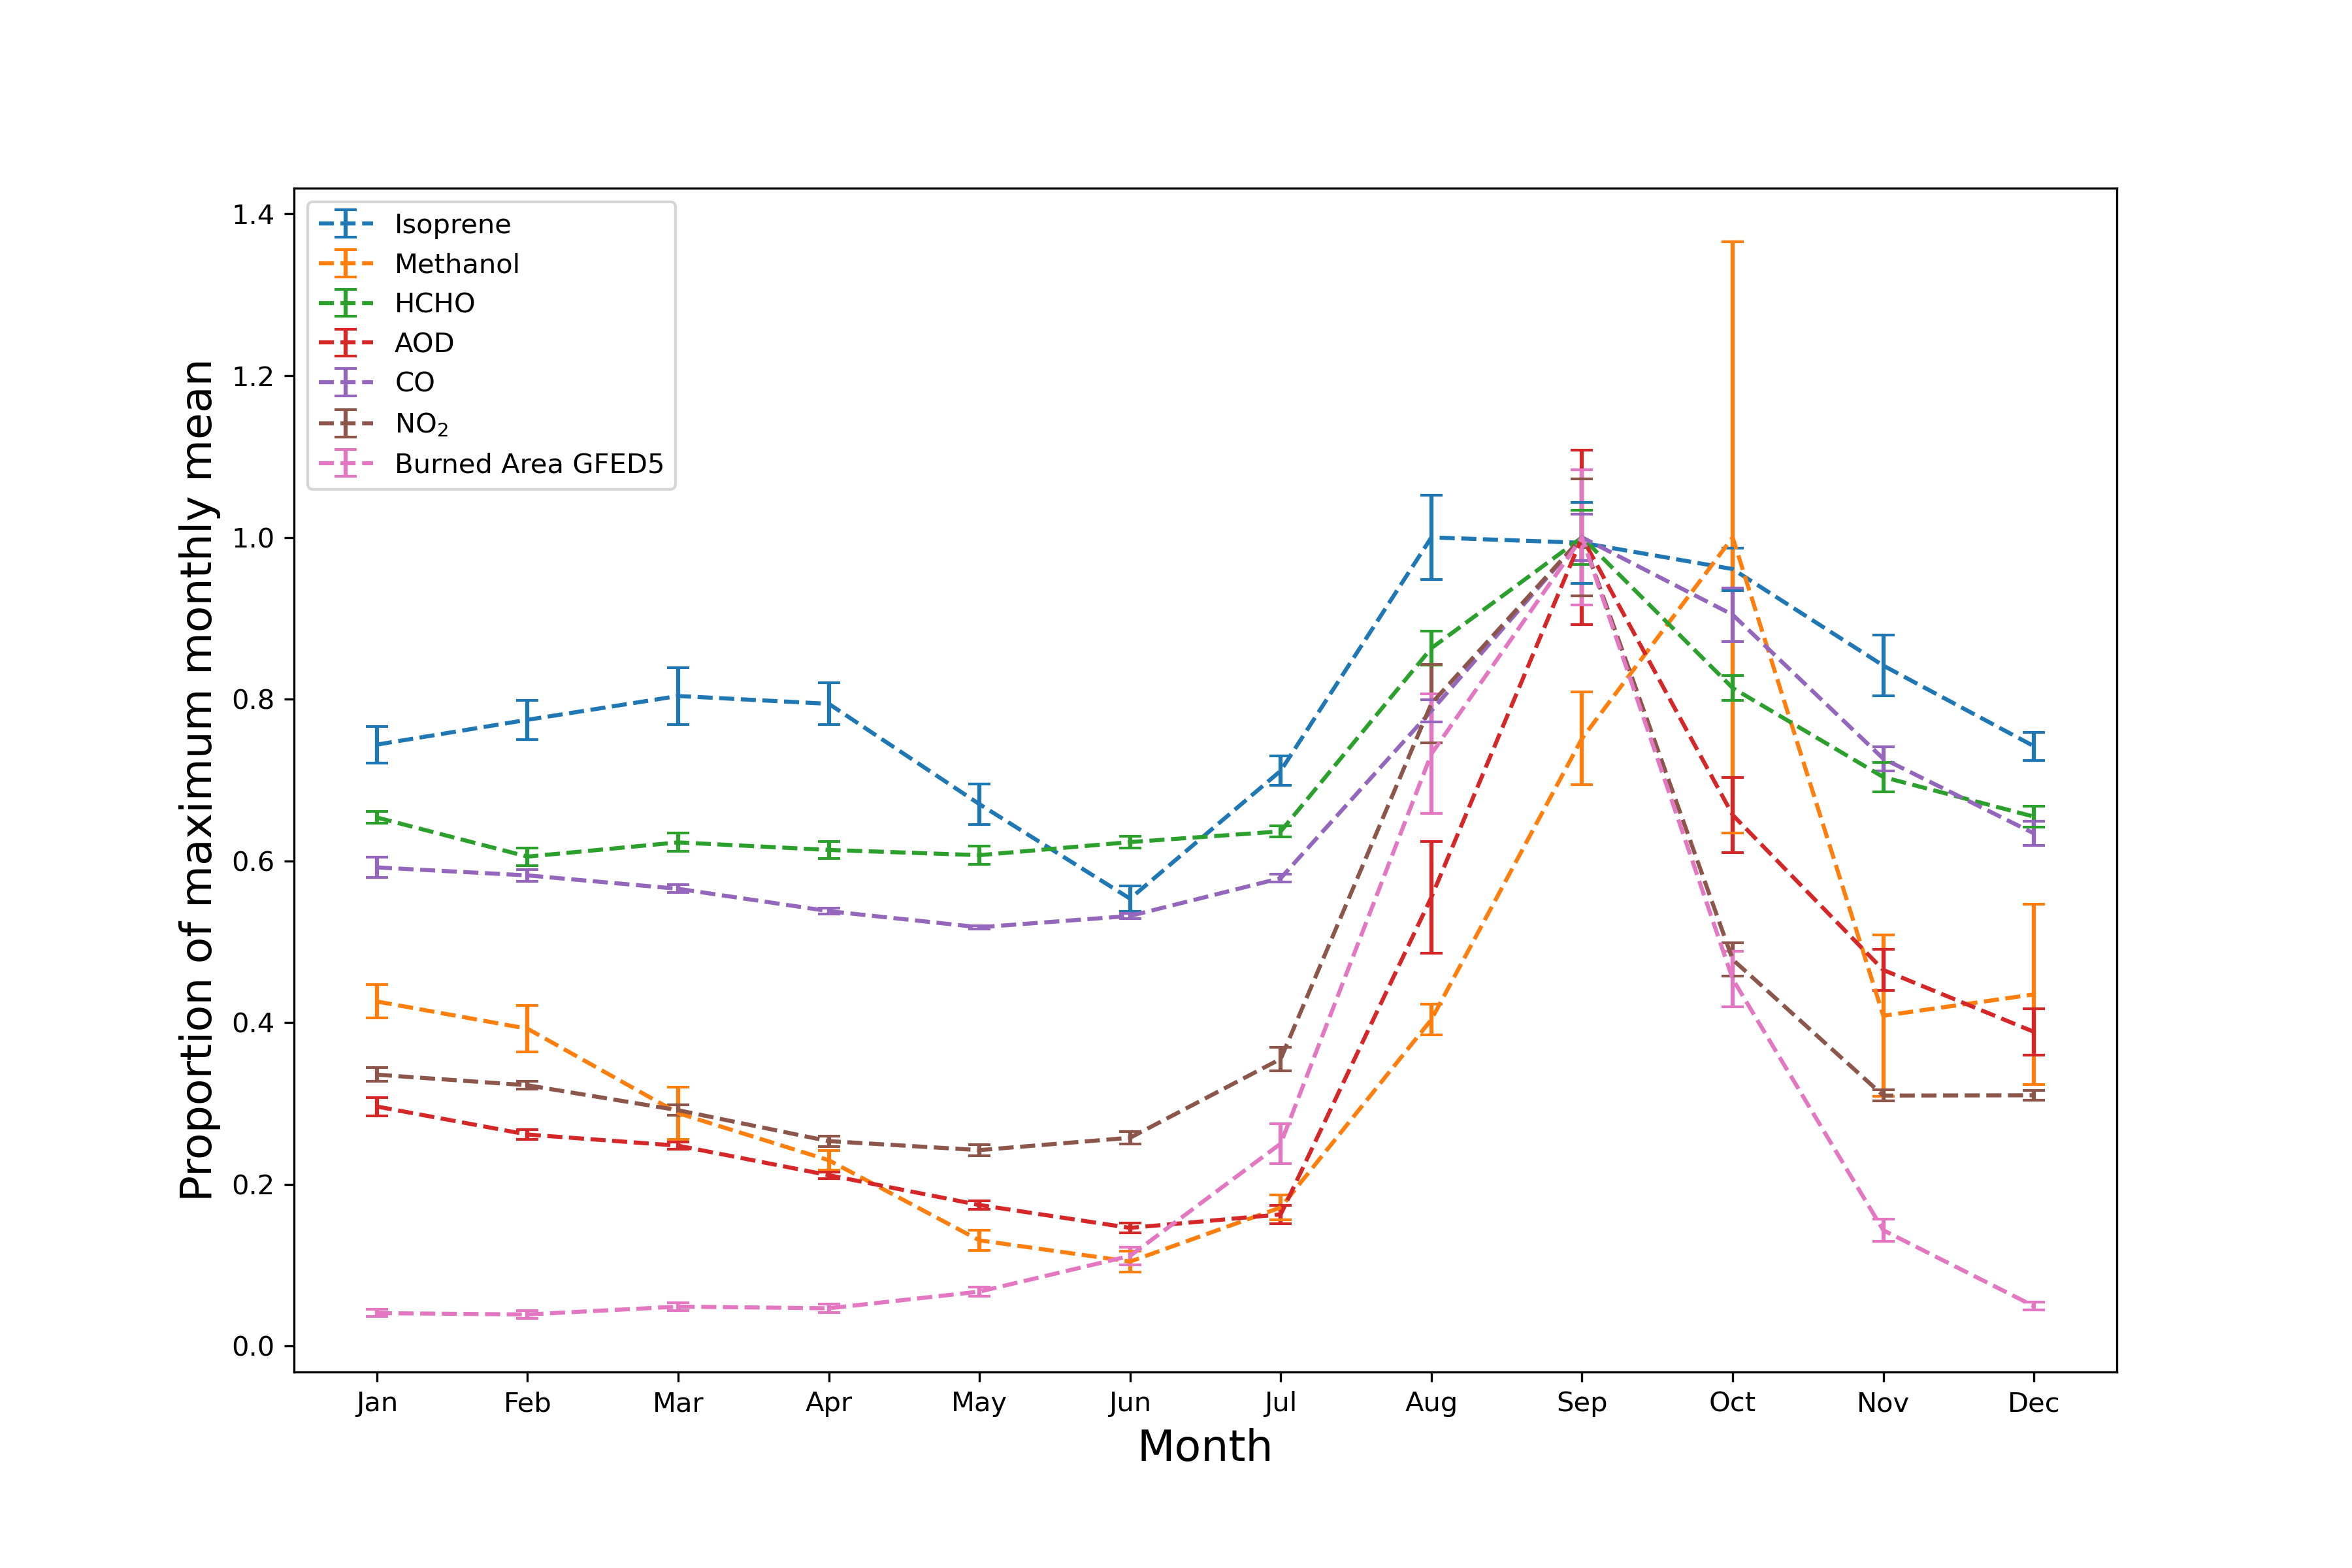 1.4
1.2
1.0
0.8
0.6
0.4
0.2
0.0
Proportion of maximum monthly mean
Isoprene
Methanol
HCHO
AOD
CO
NO₂
Burned Area GFED5
Jan Feb Mar Apr May Jun Jul Aug Sep Oct Nov Dec
Month